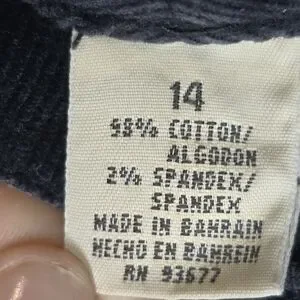 14
98% COTTON/
ALGODON
2% SPANDEX/
SPANDEX
MADE IN BAHRAIN
HECHO EN BAHREIN
RN 93677